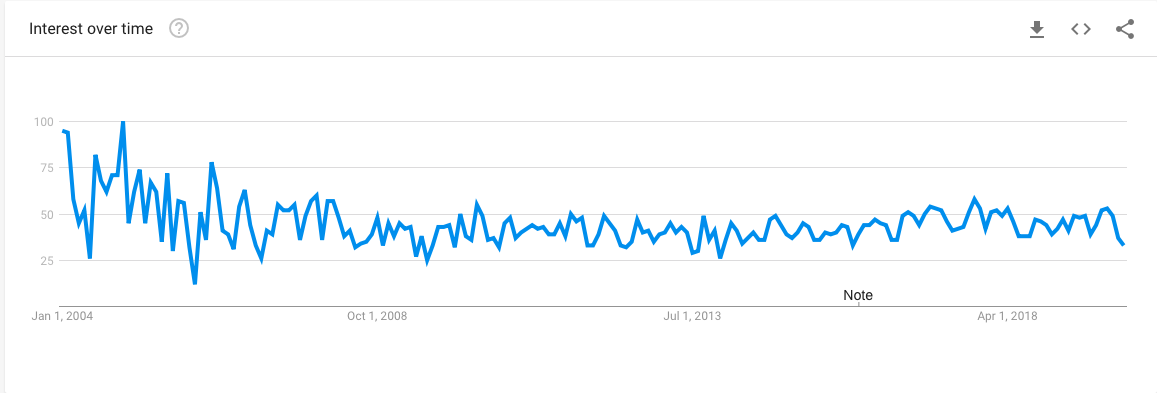 Interest over time ?
100
75
50
25
Note
Jan 1, 2004 Oct 1, 2008 Jul 1, 2013 Apr 1, 2018